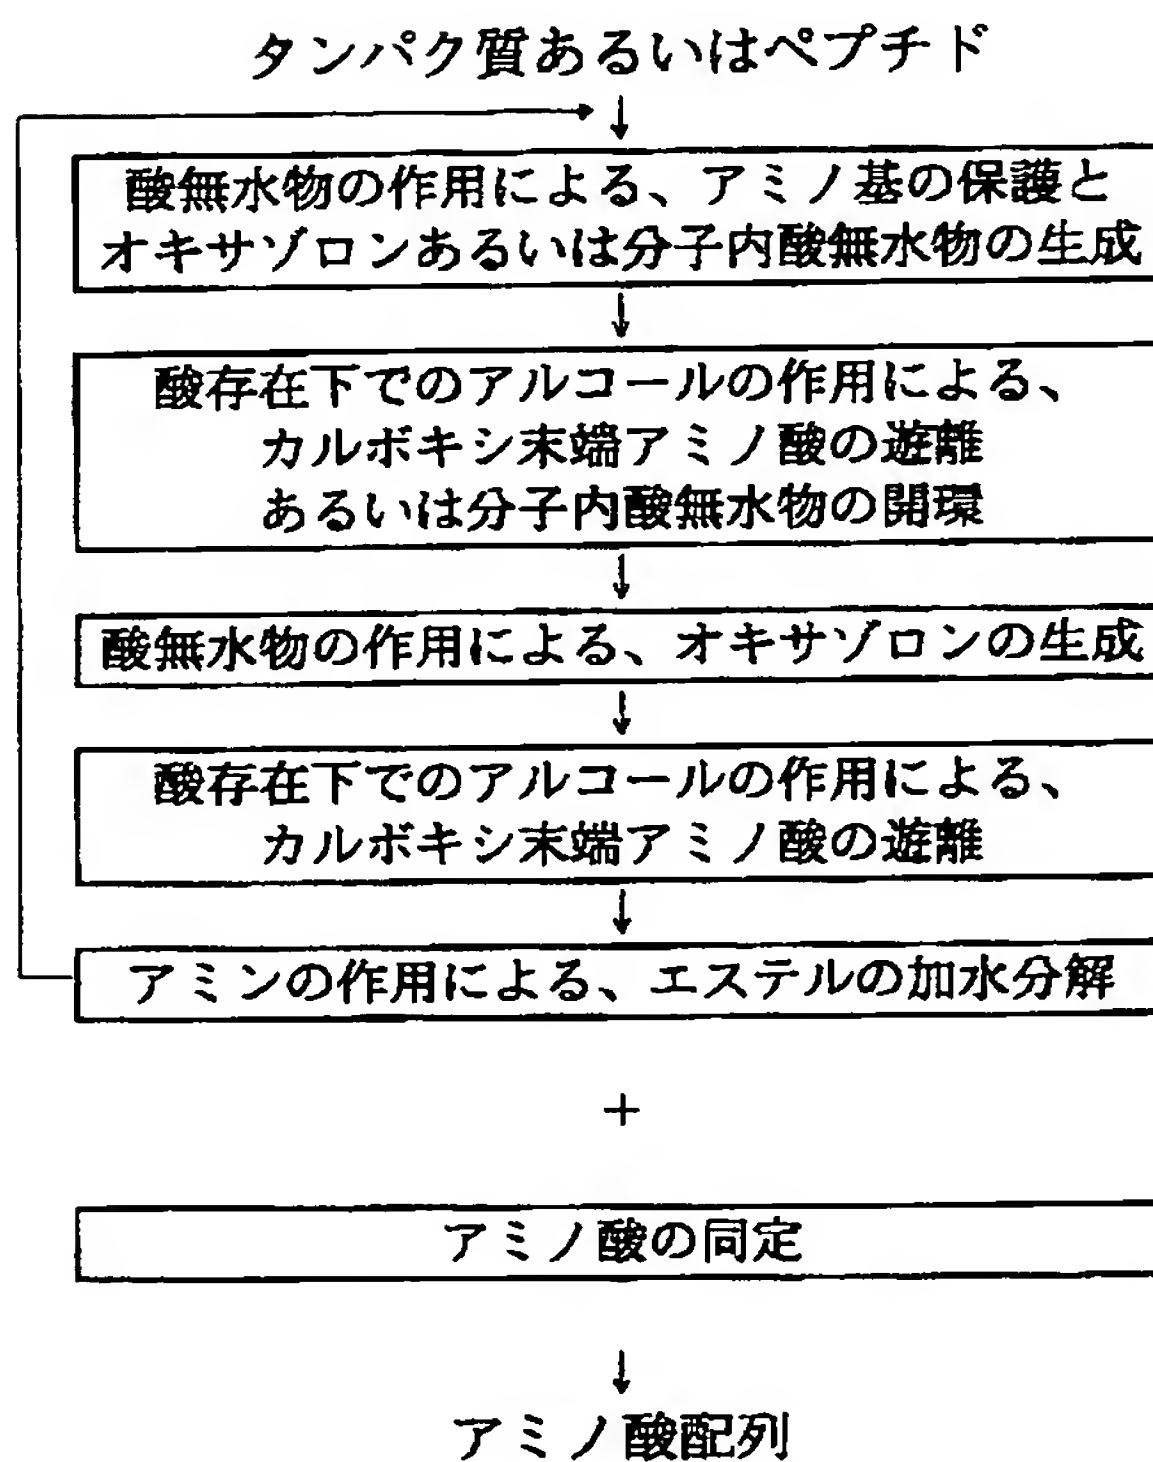 タンパク質あるいはペプチド
酸無水物の作用による、アミノ基の保護と
オキサゾロンあるいは分子内酸無水物の生成
酸存在下でのアルコールの作用による、
カルボキシ末端アミノ酸の遊離
あるいは分子内酸無水物の開環
酸無水物の作用による、オキサゾロンの生成
酸存在下でのアルコールの作用による、
カルボキシ末端アミノ酸の遊離
アミンの作用による、エステルの加水分解
+
アミノ酸の同定
アミノ酸配列